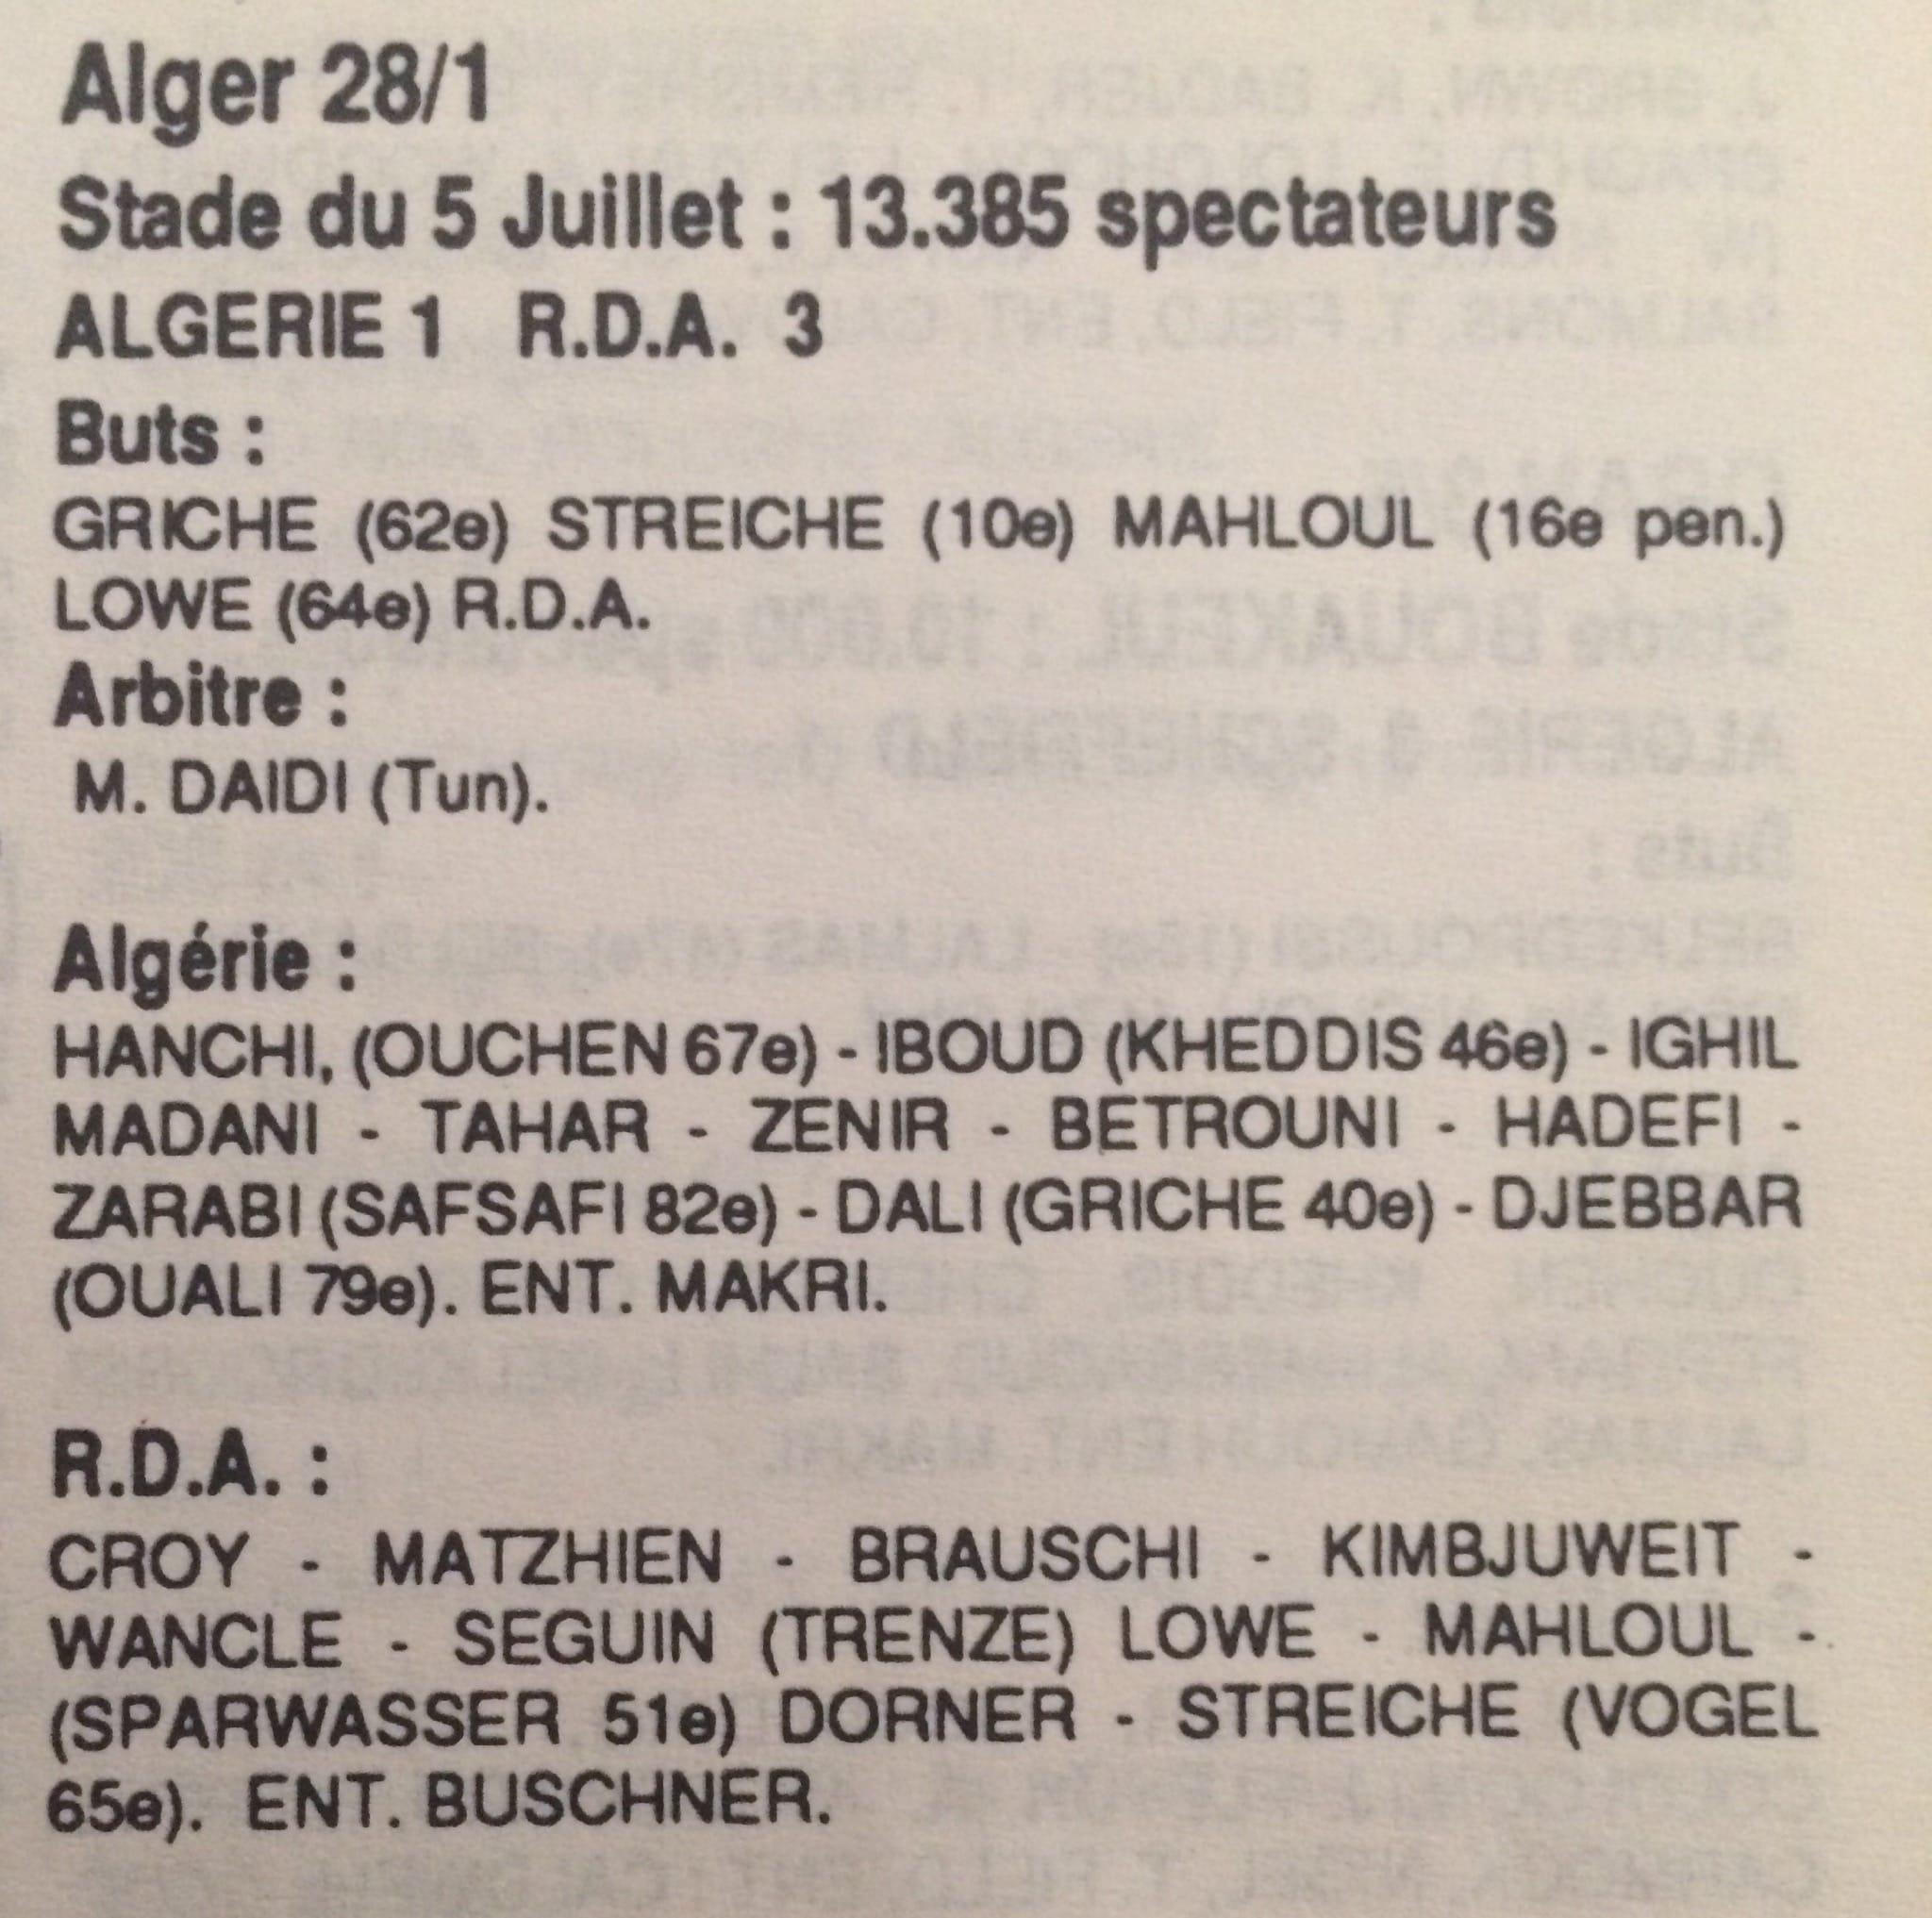 Alger 28/1
Stade du 5 Juillet : 13.385 spectateurs
ALGERIE 1 R.D.A. 3
Buts :
GRICHE (62e) STREICHE (10e) MAHLOUL (16e pen.)
LOWE (64e) R.D.A.
Arbitre :
M. DAIDI (Tun).
Algérie :
HANCHI, (OUCHEN 67e) - IBOUD (KHEDDIS 46e) - IGHIL
MADANI - TAHAR - ZENIR - BETROUNI - HADEFI -
ZARABI (SAFSAFI 82e) - DALI (GRICHE 40e) - DJEBBAR
(OUALI 79e). ENT. MAKRI.
R.D.A. :
CROY - MATZHIEN - BRAUSCHI - KIMBJUWEIT -
WANCLE - SEGUIN (TRENZE) LOWE - MAHLOUL -
(SPARWASSER 51e) DORNER - STREICHE (VOGEL
65e). ENT. BUSCHNER.